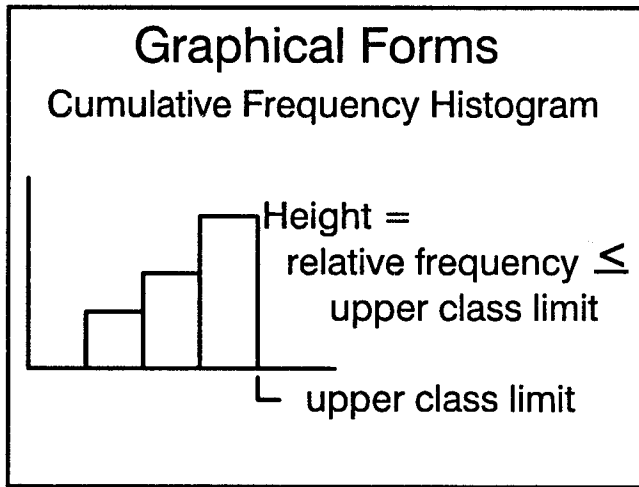 Graphical Forms
Cumulative Frequency Histogram
Height =
relative frequency ≤
upper class limit
upper class limit